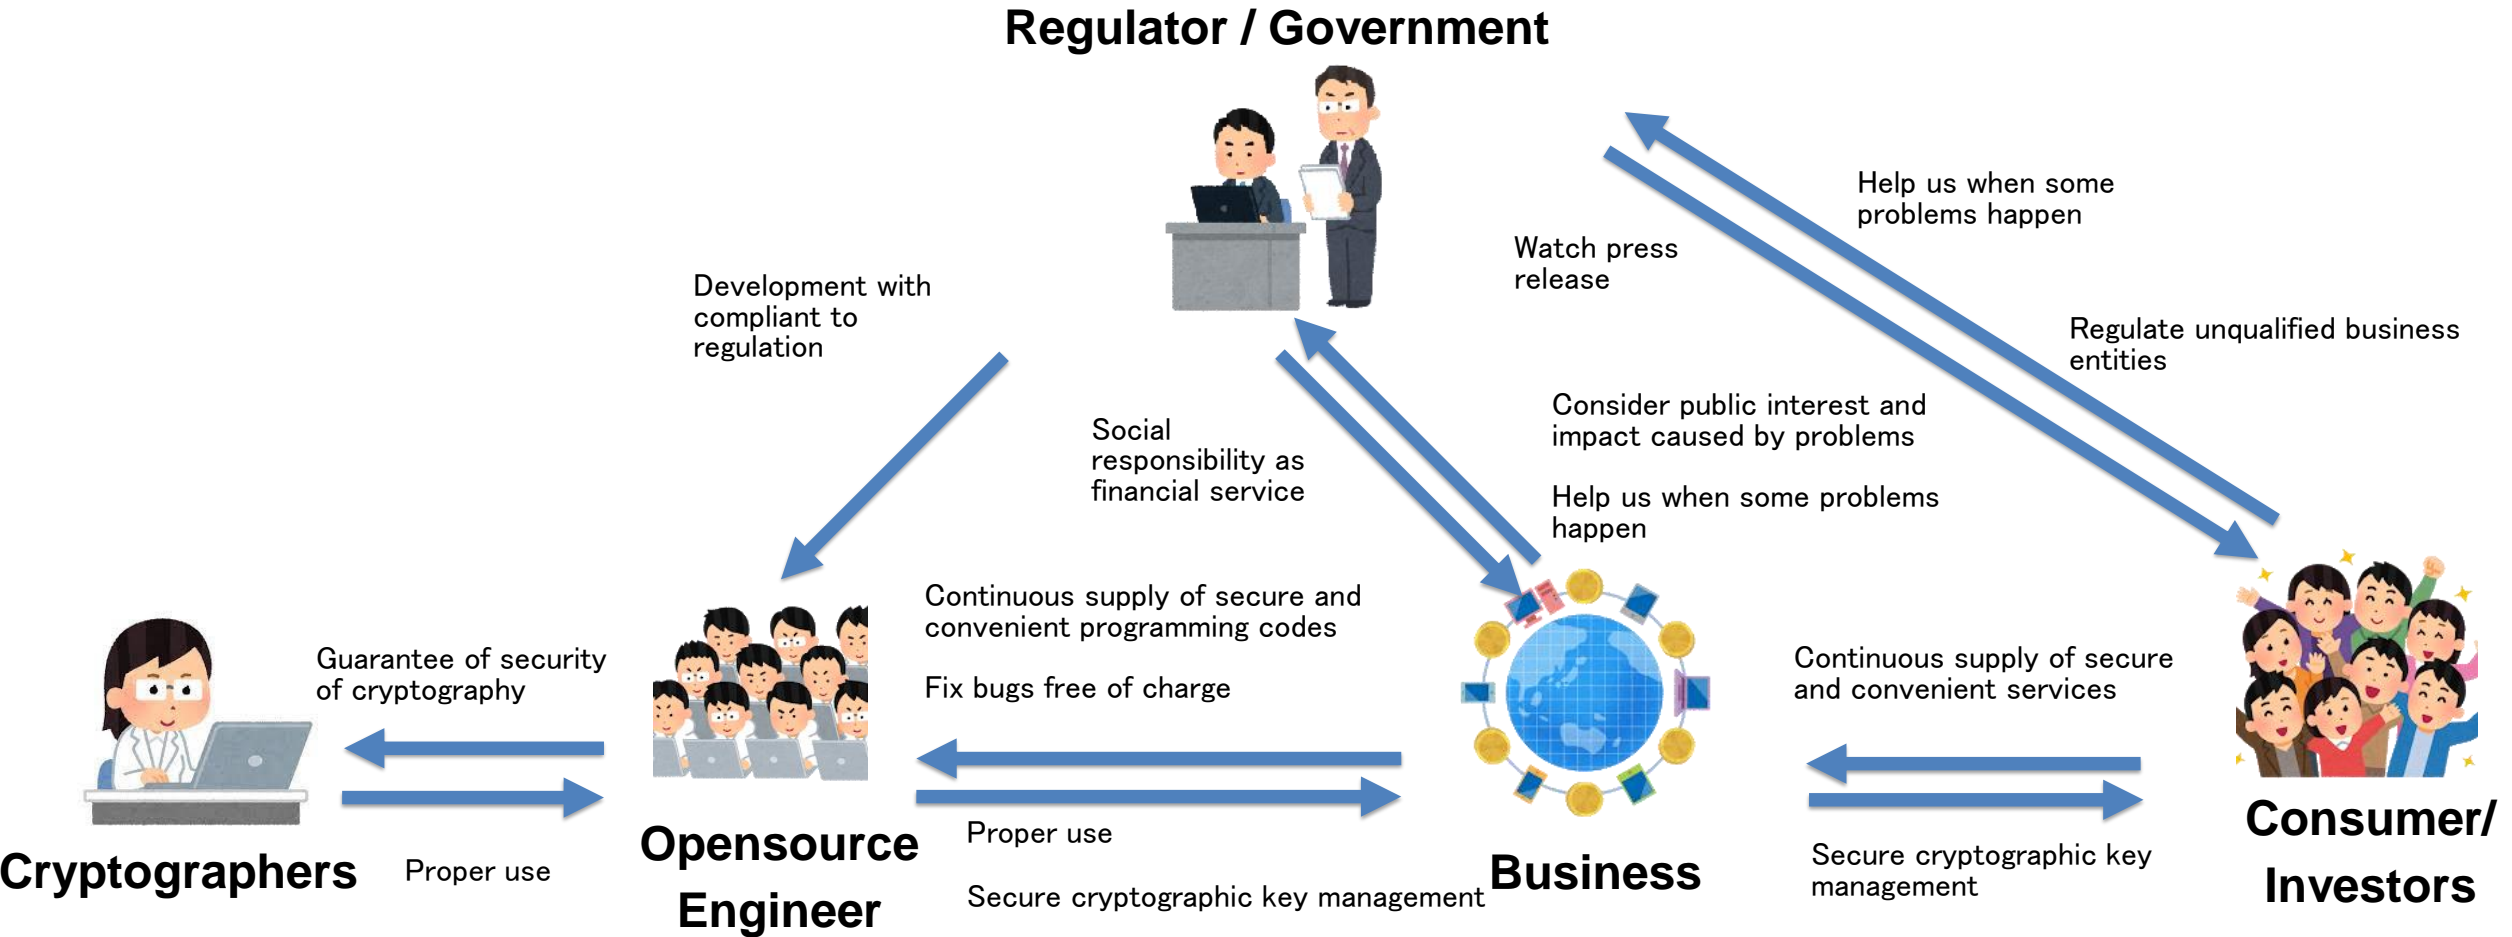 Regulator / Government
Help us when some
problems happen
Watch press
release
Development with
compliant to
regulation
Regulate unqualified business
entities
Consider public interest and
impact caused by problems
Social
responsibility as
financial service
Help us when some problems
happen
Continuous supply of secure and
convenient programming codes
Fix bugs free of charge
Guarantee of security
of cryptography
Continuous supply of secure
and convenient services
Proper use
Secure cryptographic key management
Proper use
Secure cryptographic key
management
Cryptographers
Opensource
Engineer
Business
Consumer/
Investors